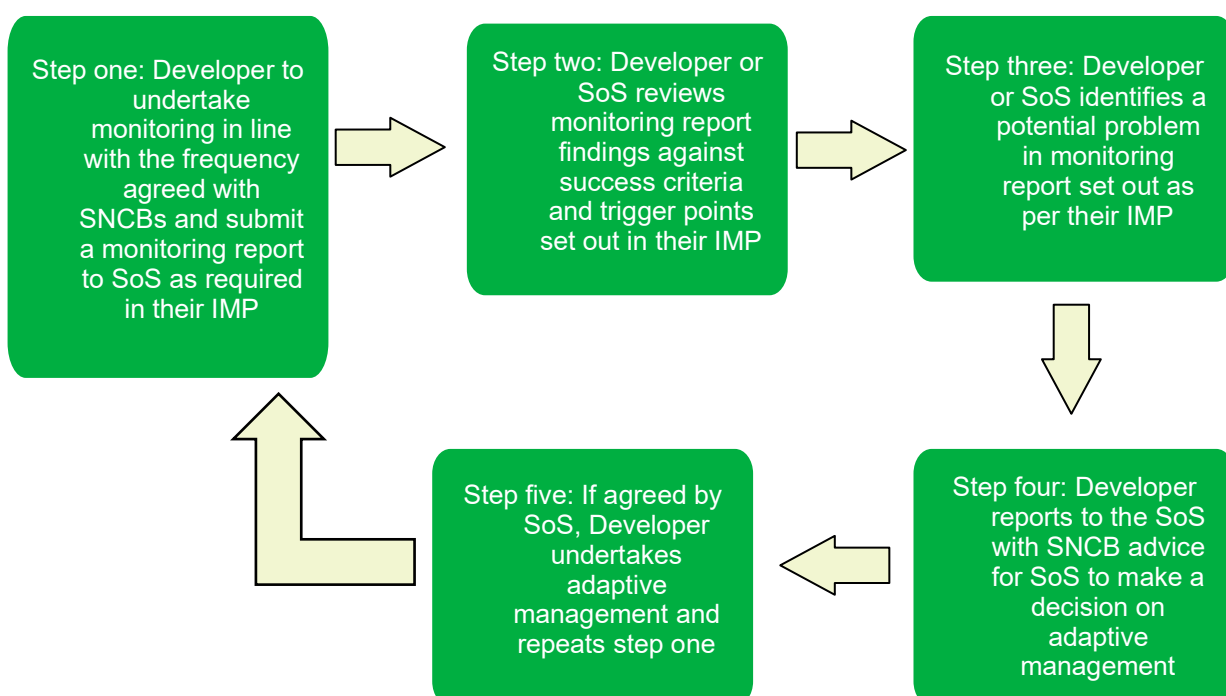 Step one: Developer to
undertake
monitoring in line
with the frequency
agreed with
SNCBs and submit
a monitoring report
to SoS as required
in their IMP
Step two: Developer or
SoS reviews
monitoring report
findings against
success criteria
and trigger points
set out in their IMP
Step three: Developer
or SoS identifies a
potential problem
in monitoring
report set out as
per their IMP
Step four: Developer
reports to the SoS
with SNCB advice
for SoS to make a
decision on
adaptive
management
Step five: If agreed by
SoS, Developer
undertakes
adaptive
management and
repeats step one